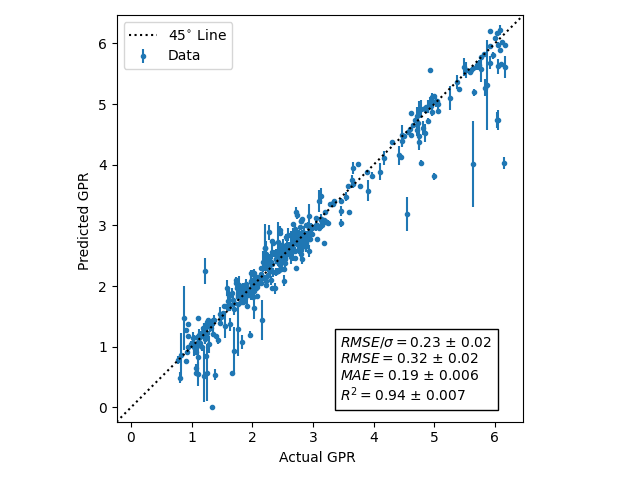 45° Line
Data
6
5
4
3
2
1
0
Predicted GPR
RMSE/σ = 0.23 ± 0.02
RMSE = 0.32 ± 0.02
MAE = 0.19 ± 0.006
R² = 0.94 ± 0.007
0 1 2 3 4 5 6
Actual GPR